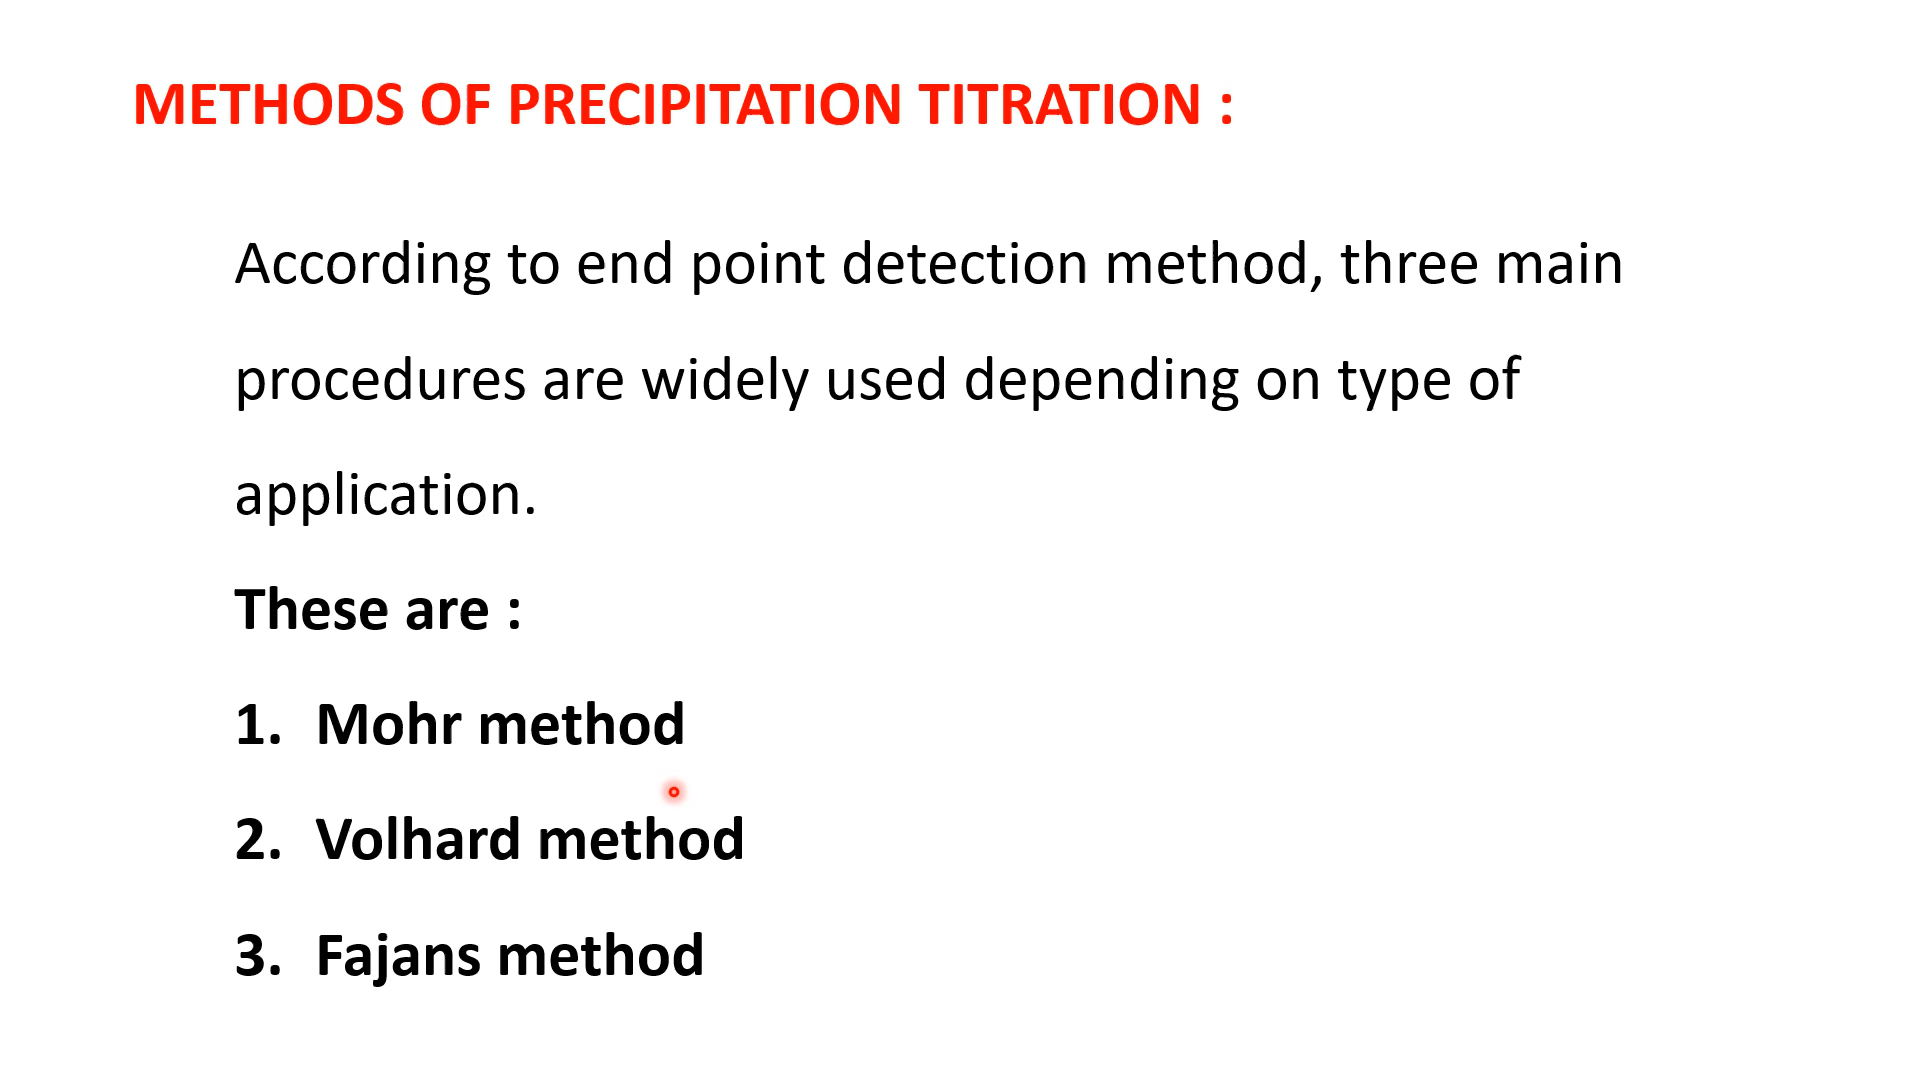 METHODS OF PRECIPITATION TITRATION :
According to end point detection method, three main
procedures are widely used depending on type of
application.
These are :
1. Mohr method
2. Volhard method
3. Fajans method